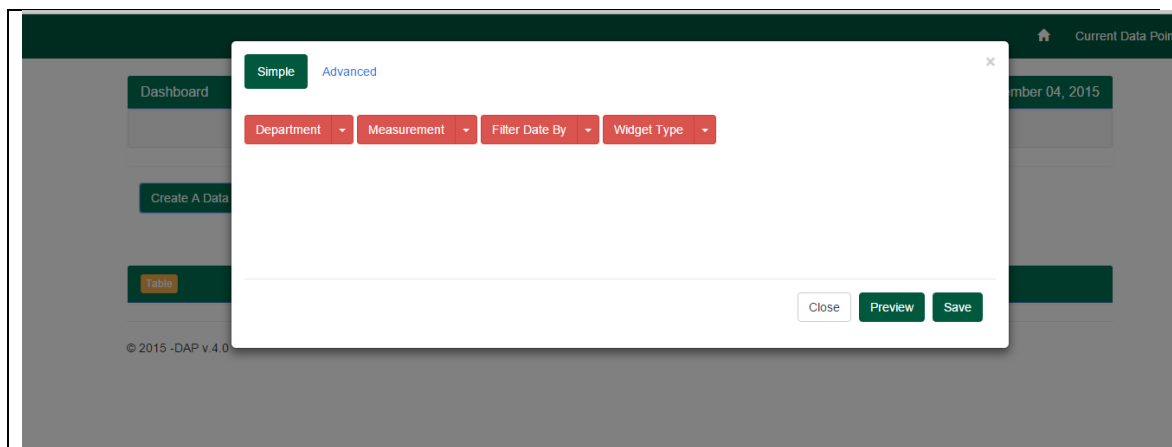 Current Data Poin
Simple Advanced ×
Dashboard mber 04, 2015
Department Measurement Filter Date By Widget Type
Create A Data
Table
Close Preview Save
© 2015 -DAP v.4.0